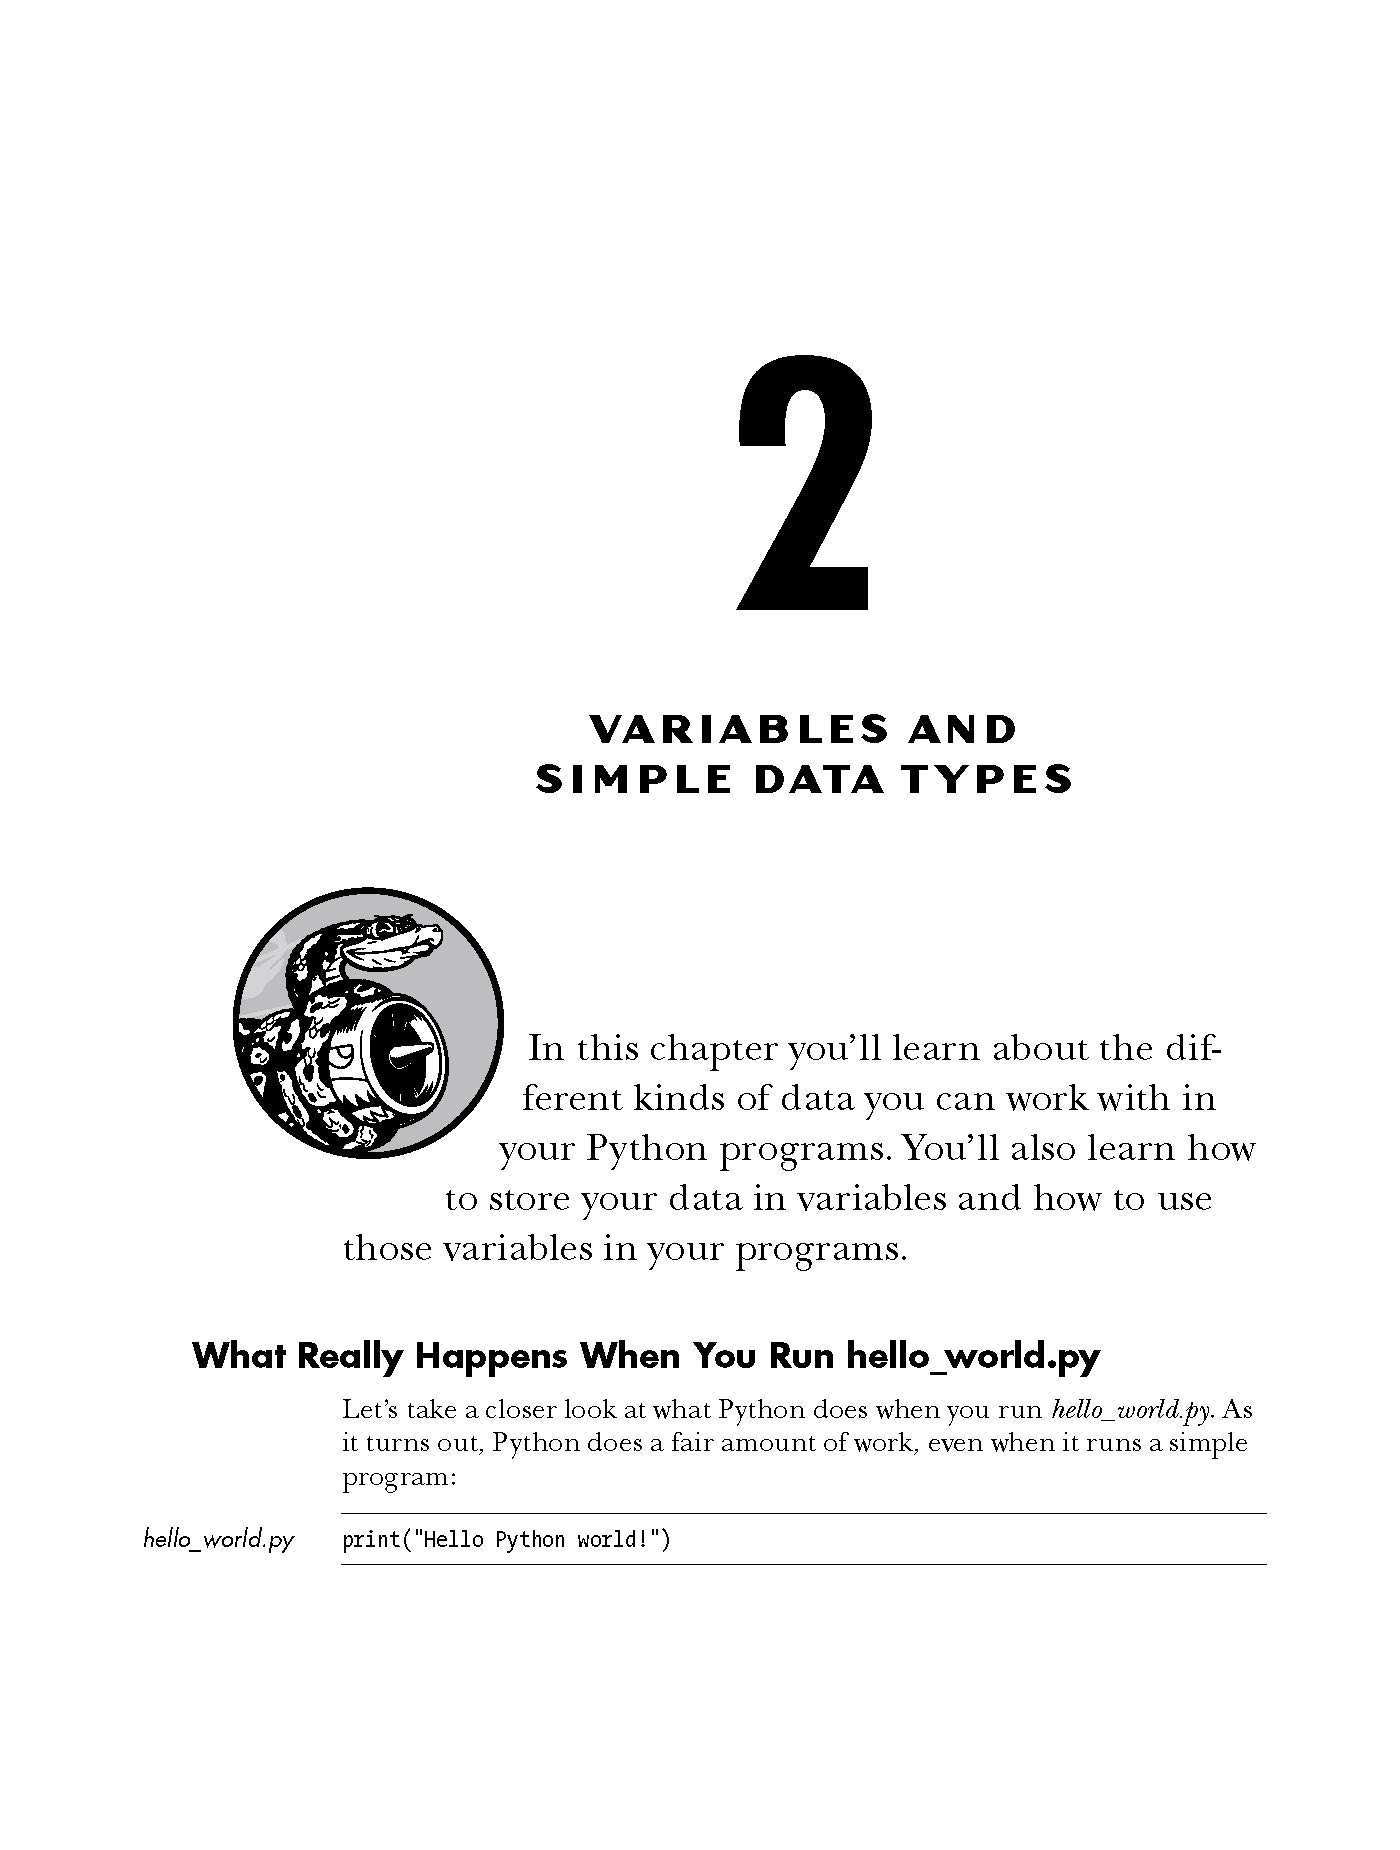 2
VARIABLES AND
SIMPLE DATA TYPES
In this chapter you’ll learn about the dif-
ferent kinds of data you can work with in
your Python programs. You’ll also learn how
to store your data in variables and how to use
those variables in your programs.
What Really Happens When You Run hello_world.py
Let’s take a closer look at what Python does when you run hello_world.py. As
it turns out, Python does a fair amount of work, even when it runs a simple
program:
hello_world.py print("Hello Python world!")